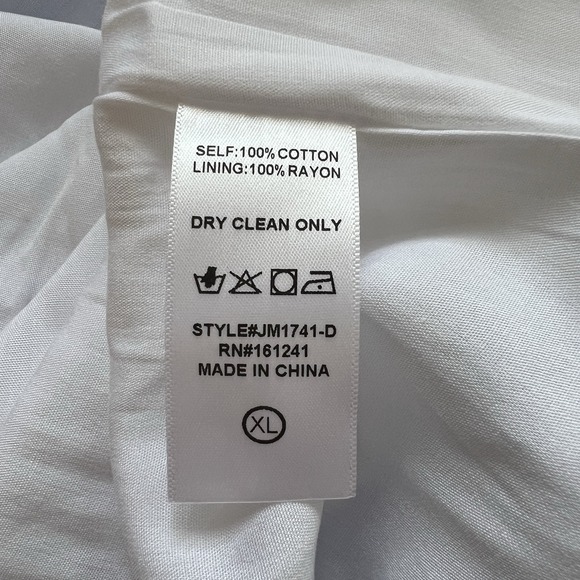 SELF:100% COTTON
LINING:100% RAYON
DRY CLEAN ONLY
STYLE#JM1741-D
RN#161241
MADE IN CHINA
XL